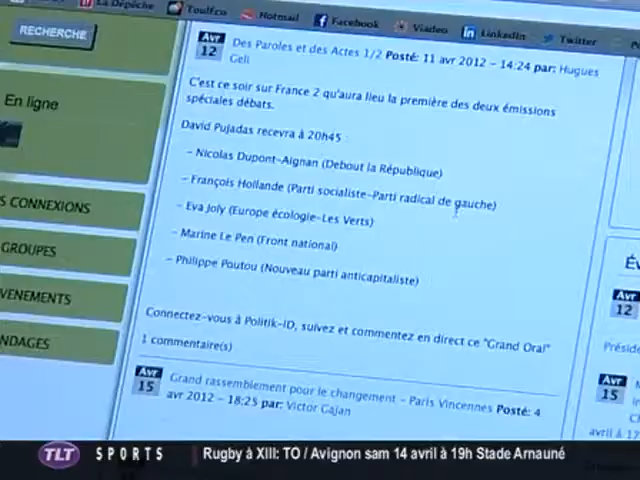 La Dépêche ToulEco Hotmail Facebook Viadeo LinkedIn Twitter
RECHERCHE
En ligne
S CONNEXIONS
GROUPES
VENEMENTS
NDAGES
Avr
12
Des Paroles et des Actes 1/2 Posté: 11 avr 2012 - 14:24 par: Hugues
Geli
C'est ce soir sur France 2 qu'aura lieu la première des deux émissions
spéciales débats.
David Pujadas recevra à 20h45 :
- Nicolas Dupont-Aignan (Debout la République)
- François Hollande (Parti socialiste-Parti radical de gauche)
- Eva Joly (Europe écologie-Les Verts)
- Marine Le Pen (Front national)
- Philippe Poutou (Nouveau parti anticapitaliste)
Connectez-vous à Politik-ID, suivez et commentez en direct ce "Grand Oral"
1 commentaire(s)
Avr
15
Grand rassemblement pour le changement - Paris Vincennes Posté: 4
avr 2012 - 18:25 par: Victor Gajan
Év
Avr
12
Préside
Avr
15
avril à 17
TLT SPORTS Rugby à XIII: TO / Avignon sam 14 avril à 19h Stade Arnauné